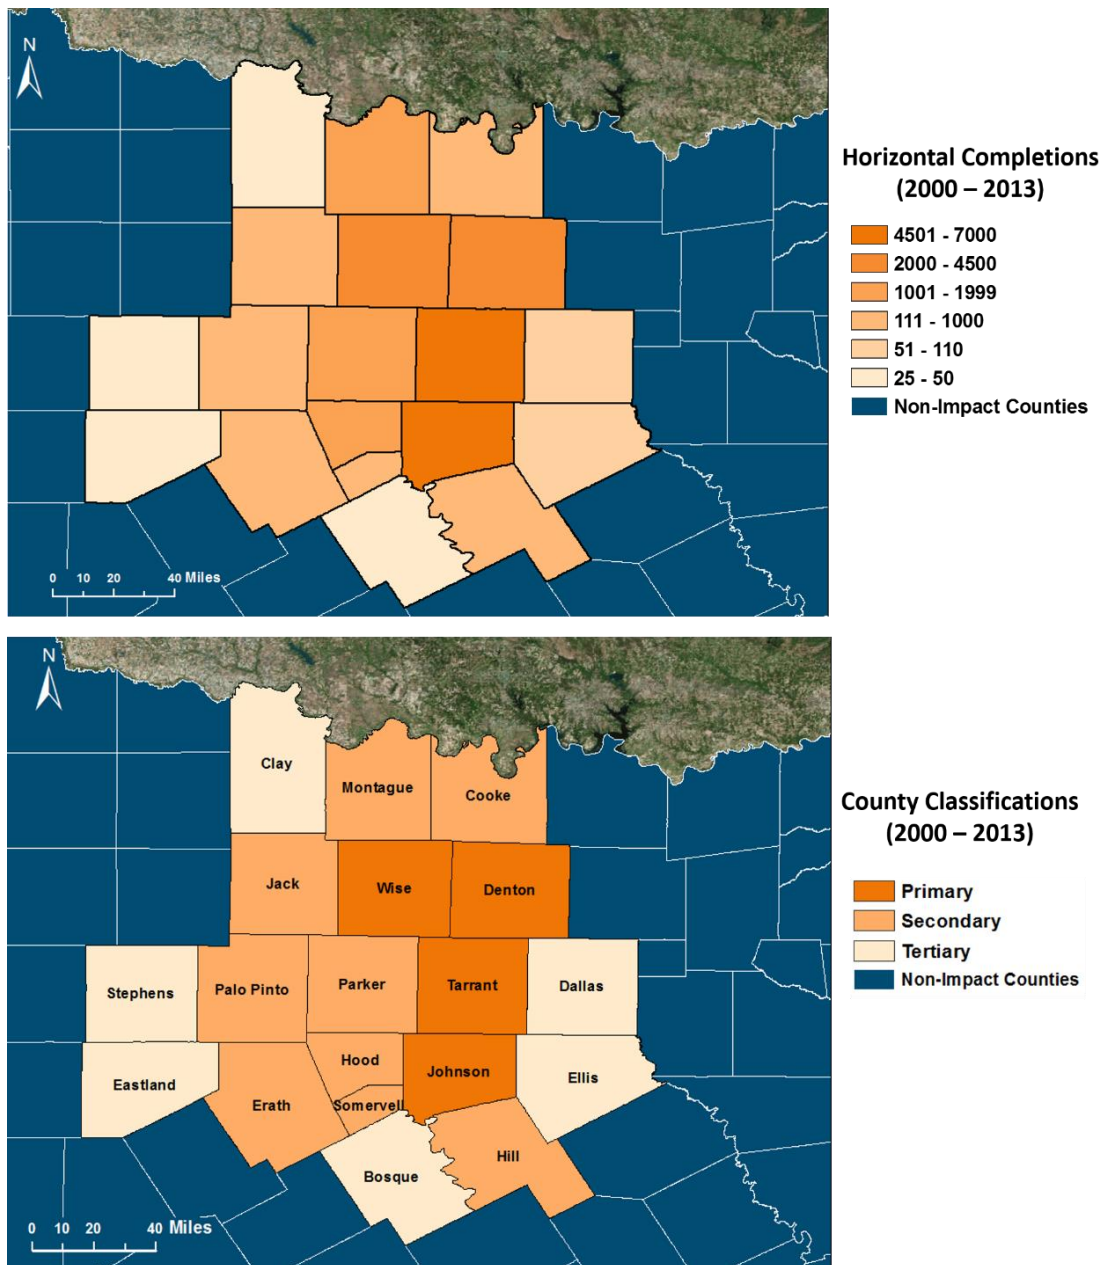 N
0 10 20 40 Miles
Horizontal Completions
(2000 – 2013)
4501 - 7000
2000 - 4500
1001 - 1999
111 - 1000
51 - 110
25 - 50
Non-Impact Counties
N
Clay
Montague
Cooke
Jack
Wise
Denton
Stephens
Palo Pinto
Parker
Tarrant
Dallas
Eastland
Erath
Hood
Somervell
Johnson
Ellis
Bosque
Hill
0 10 20 40 Miles
County Classifications
(2000 – 2013)
Primary
Secondary
Tertiary
Non-Impact Counties